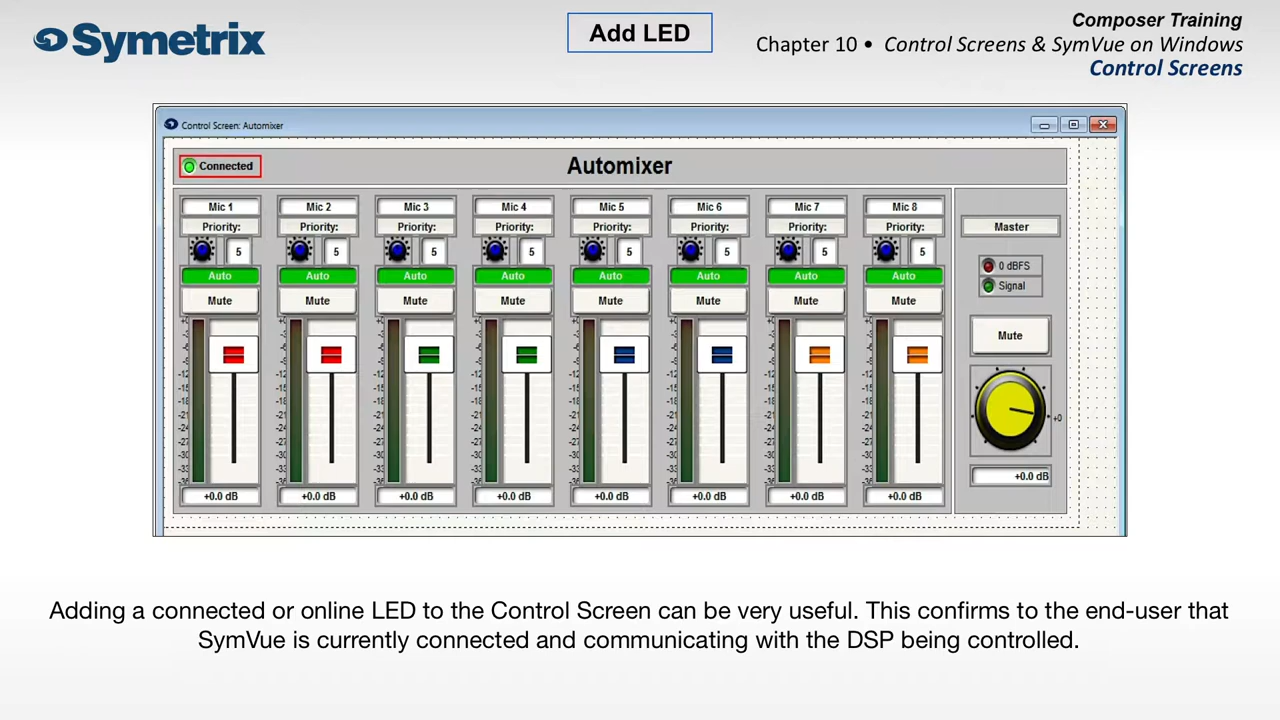 Symetrix
Add LED
Composer Training
Chapter 10 • Control Screens & SymVue on Windows
Control Screens
Control Screen: Automixer
Connected
Automixer
Mic 1 Mic 2 Mic 3 Mic 4 Mic 5 Mic 6 Mic 7 Mic 8
Priority: Priority: Priority: Priority: Priority: Priority: Priority: Priority:
5 5 5 5 5 5 5 5
Auto Auto Auto Auto Auto Auto Auto Auto
Mute Mute Mute Mute Mute Mute Mute Mute
+0.0 dB +0.0 dB +0.0 dB +0.0 dB +0.0 dB +0.0 dB +0.0 dB +0.0 dB
Master
0 dBFS
Signal
Mute
+0
+0.0 dB
Adding a connected or online LED to the Control Screen can be very useful. This confirms to the end-user that
SymVue is currently connected and communicating with the DSP being controlled.